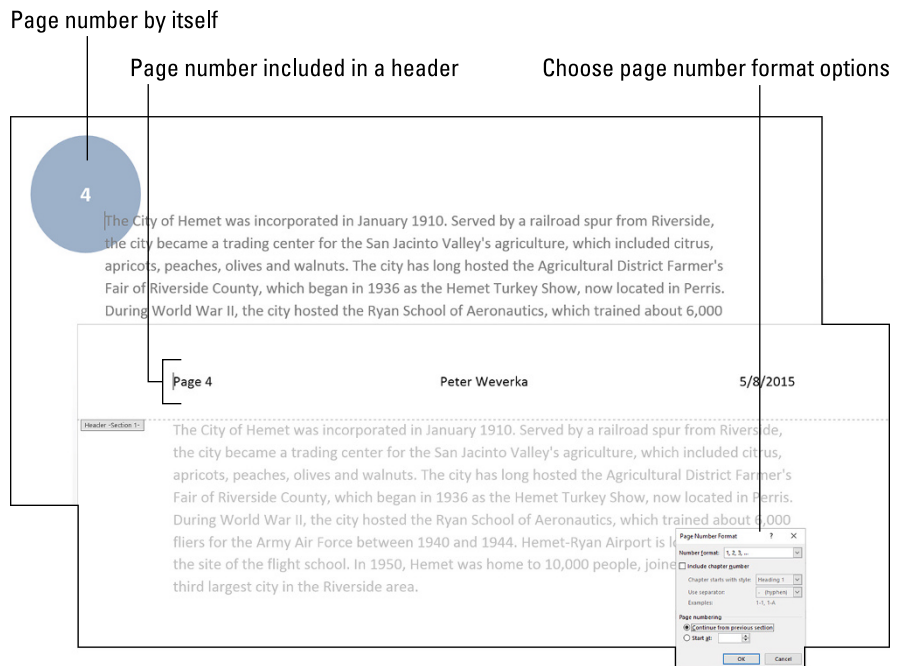 Page number by itself
Page number included in a header
Choose page number format options
4
The City of Hemet was incorporated in January 1910. Served by a railroad spur from Riverside,
the city became a trading center for the San Jacinto Valley's agriculture, which included citrus,
apricots, peaches, olives and walnuts. The city has long hosted the Agricultural District Farmer's
Fair of Riverside County, which began in 1936 as the Hemet Turkey Show, now located in Perris.
During World War II, the city hosted the Ryan School of Aeronautics, which trained about 6,000
Page 4 Peter Weverka 5/8/2015
Header -Section 1-
The City of Hemet was incorporated in January 1910. Served by a railroad spur from Riverside,
the city became a trading center for the San Jacinto Valley's agriculture, which included citrus,
apricots, peaches, olives and walnuts. The city has long hosted the Agricultural District Farmer's
Fair of Riverside County, which began in 1936 as the Hemet Turkey Show, now located in Perris.
During World War II, the city hosted the Ryan School of Aeronautics, which trained about 6,000
fliers for the Army Air Force between 1940 and 1944. Hemet-Ryan Airport is
the site of the flight school. In 1950, Hemet was home to 10,000 people,
third largest city in the Riverside area.
Page Number Format ? X
Number format: 1, 2, 3, ...
Include chapter number
Chapter starts with style: Heading 1
Use separator: - (hyphen)
Examples: 1-1, 1-A
Page numbering
Continue from previous section
Start at:
OK Cancel